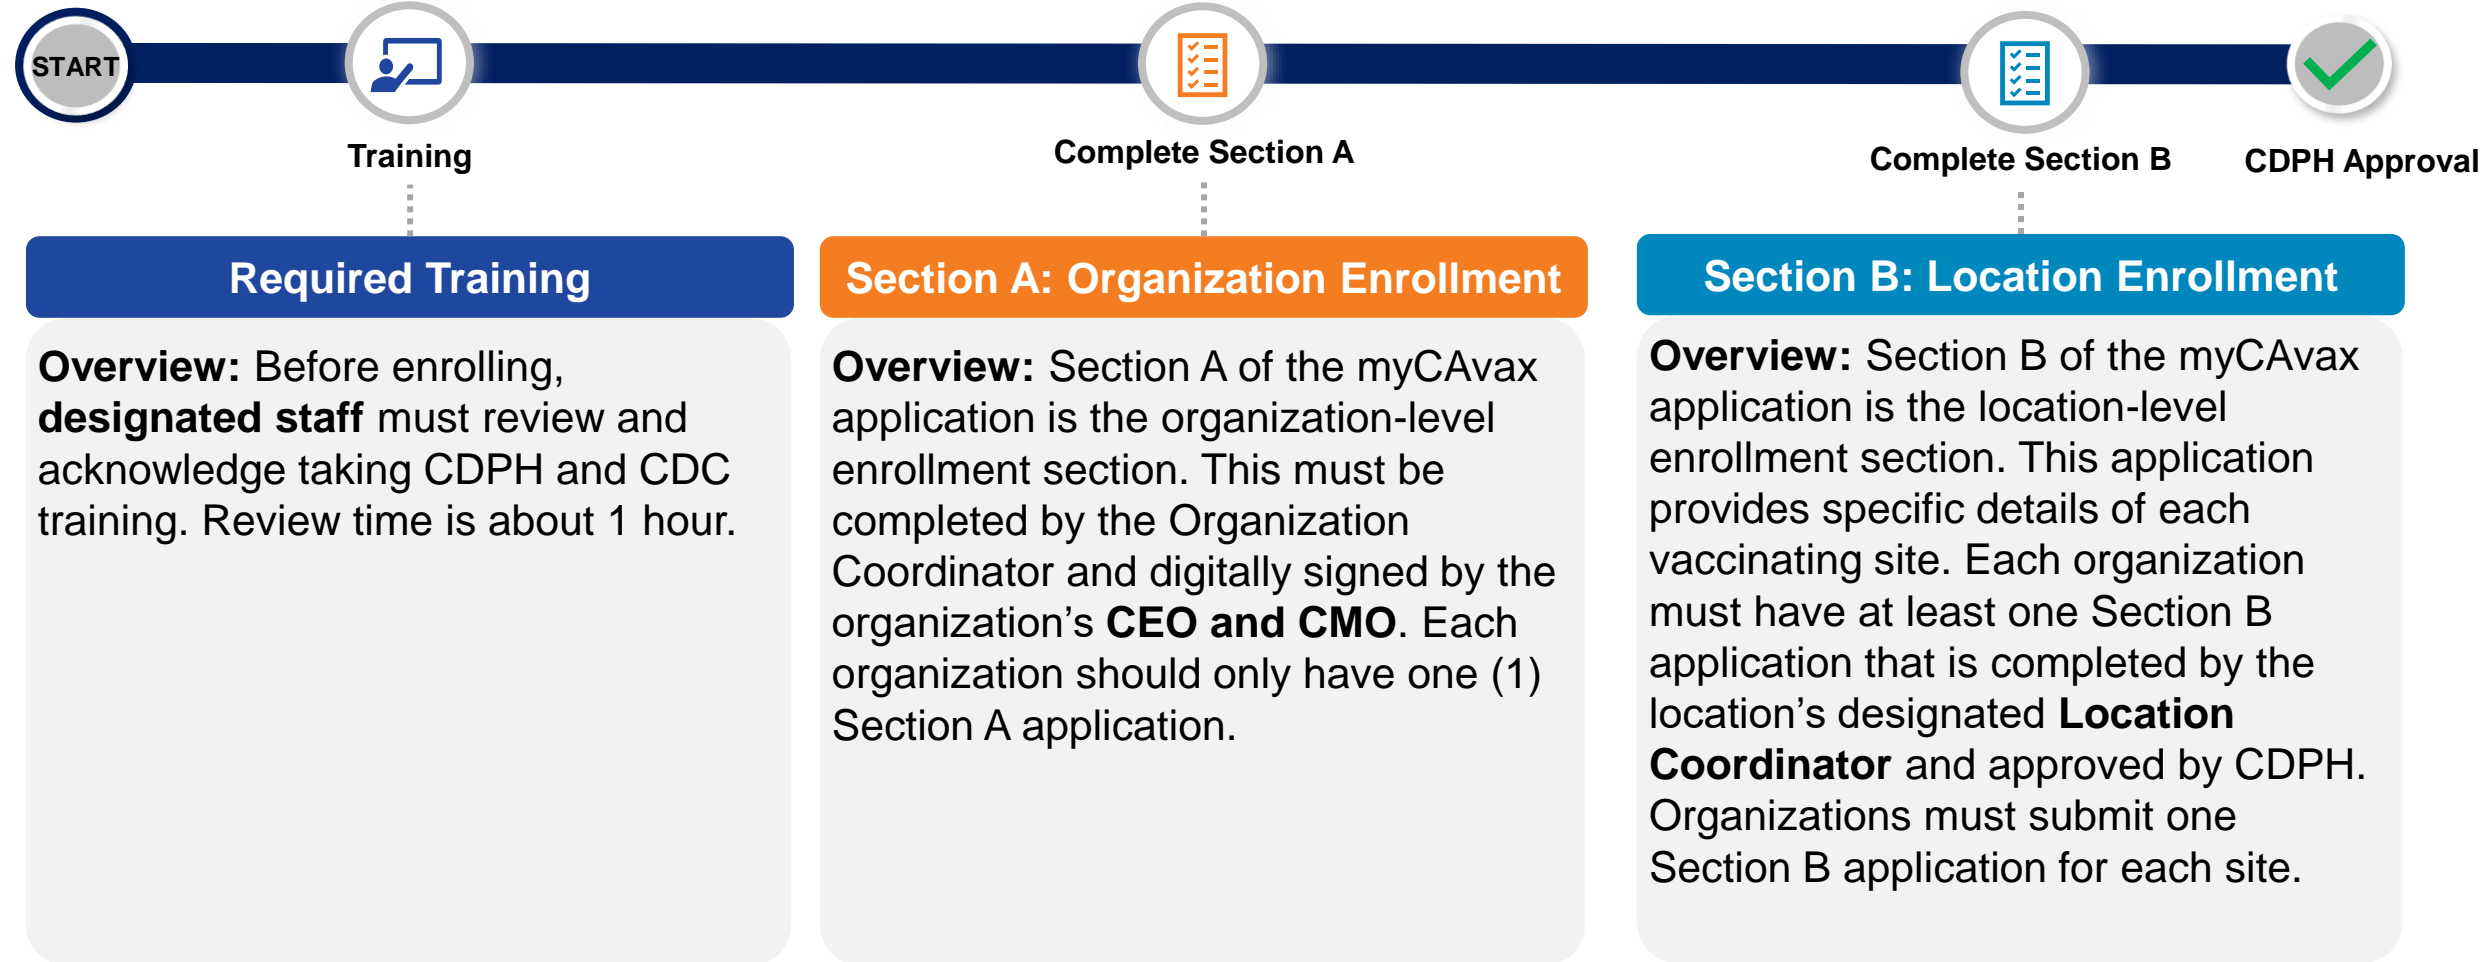 START
Training
Complete Section A
Complete Section B
CDPH Approval
Required Training
Overview: Before enrolling,
designated staff must review and
acknowledge taking CDPH and CDC
training. Review time is about 1 hour.
Section A: Organization Enrollment
Overview: Section A of the myCAvax
application is the organization-level
enrollment section. This must be
completed by the Organization
Coordinator and digitally signed by the
organization’s CEO and CMO. Each
organization should only have one (1)
Section A application.
Section B: Location Enrollment
Overview: Section B of the myCAvax
application is the location-level
enrollment section. This application
provides specific details of each
vaccinating site. Each organization
must have at least one Section B
application that is completed by the
location’s designated Location
Coordinator and approved by CDPH.
Organizations must submit one
Section B application for each site.